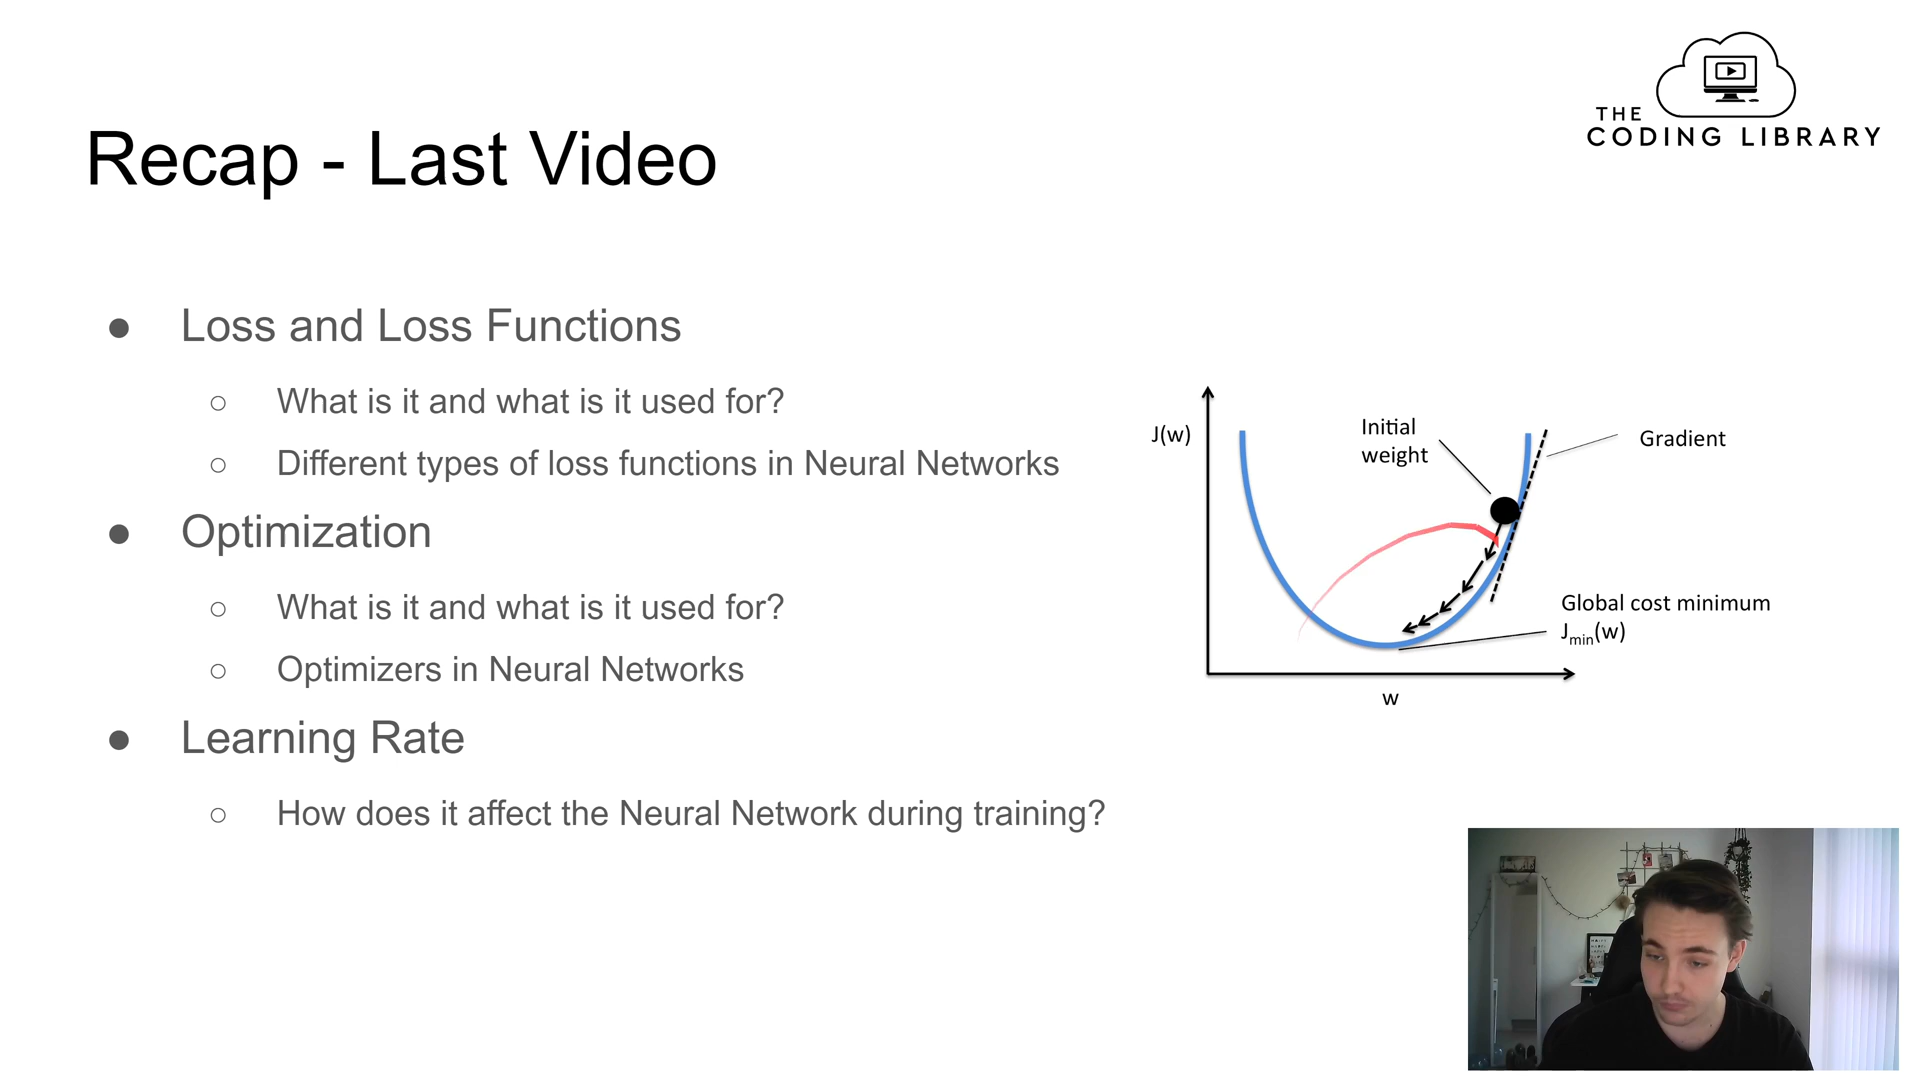 THE
CODING LIBRARY
Recap - Last Video
● Loss and Loss Functions
○ What is it and what is it used for?
○ Different types of loss functions in Neural Networks
● Optimization
○ What is it and what is it used for?
○ Optimizers in Neural Networks
● Learning Rate
○ How does it affect the Neural Network during training?
J(w)
Initial
weight
Gradient
Global cost minimum
Jmin(w)
w